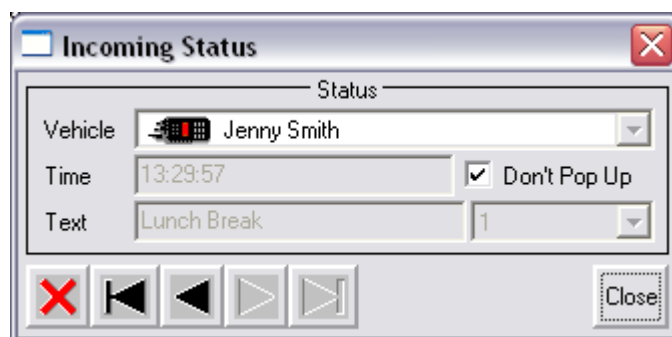 Incoming Status
Status
Vehicle Jenny Smith
Time 13:29:57 Don't Pop Up
Text Lunch Break 1
Close